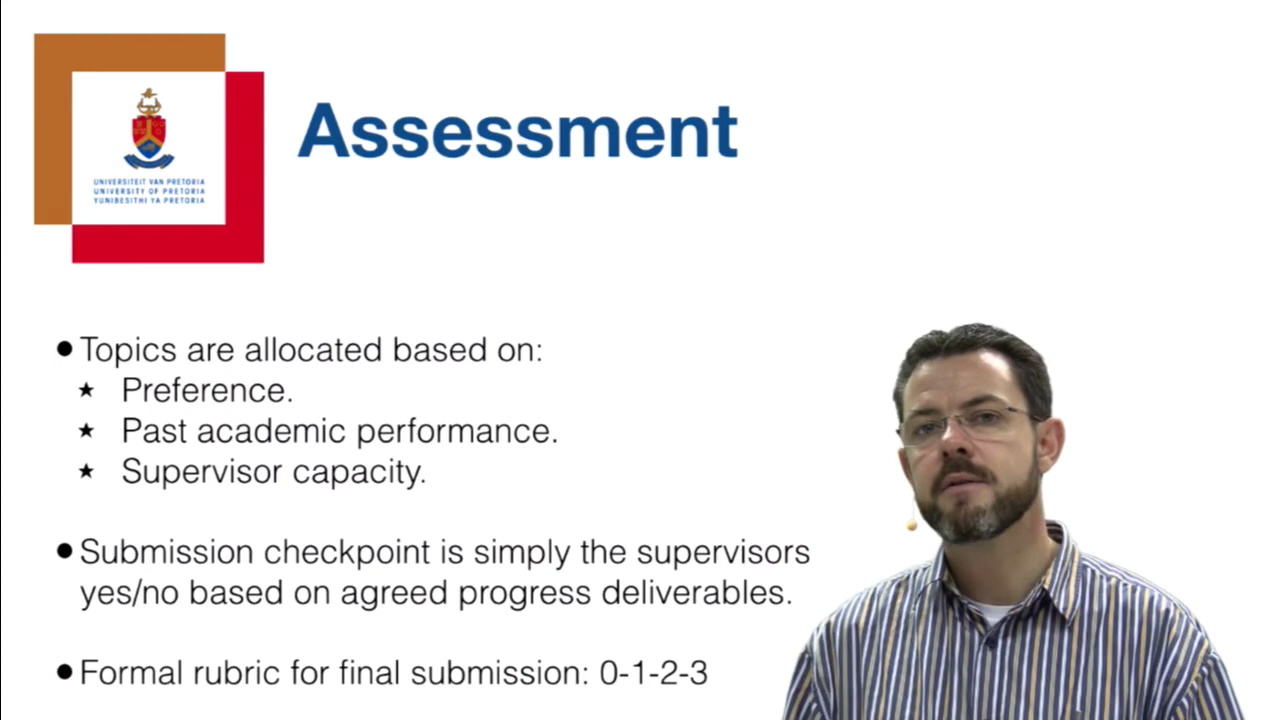 UNIVERSITEIT VAN PRETORIA
UNIVERSITY OF PRETORIA
YUNIBESITHI YA PRETORIA
Assessment
• Topics are allocated based on:
★ Preference.
★ Past academic performance.
★ Supervisor capacity.
• Submission checkpoint is simply the supervisors
yes/no based on agreed progress deliverables.
• Formal rubric for final submission: 0-1-2-3